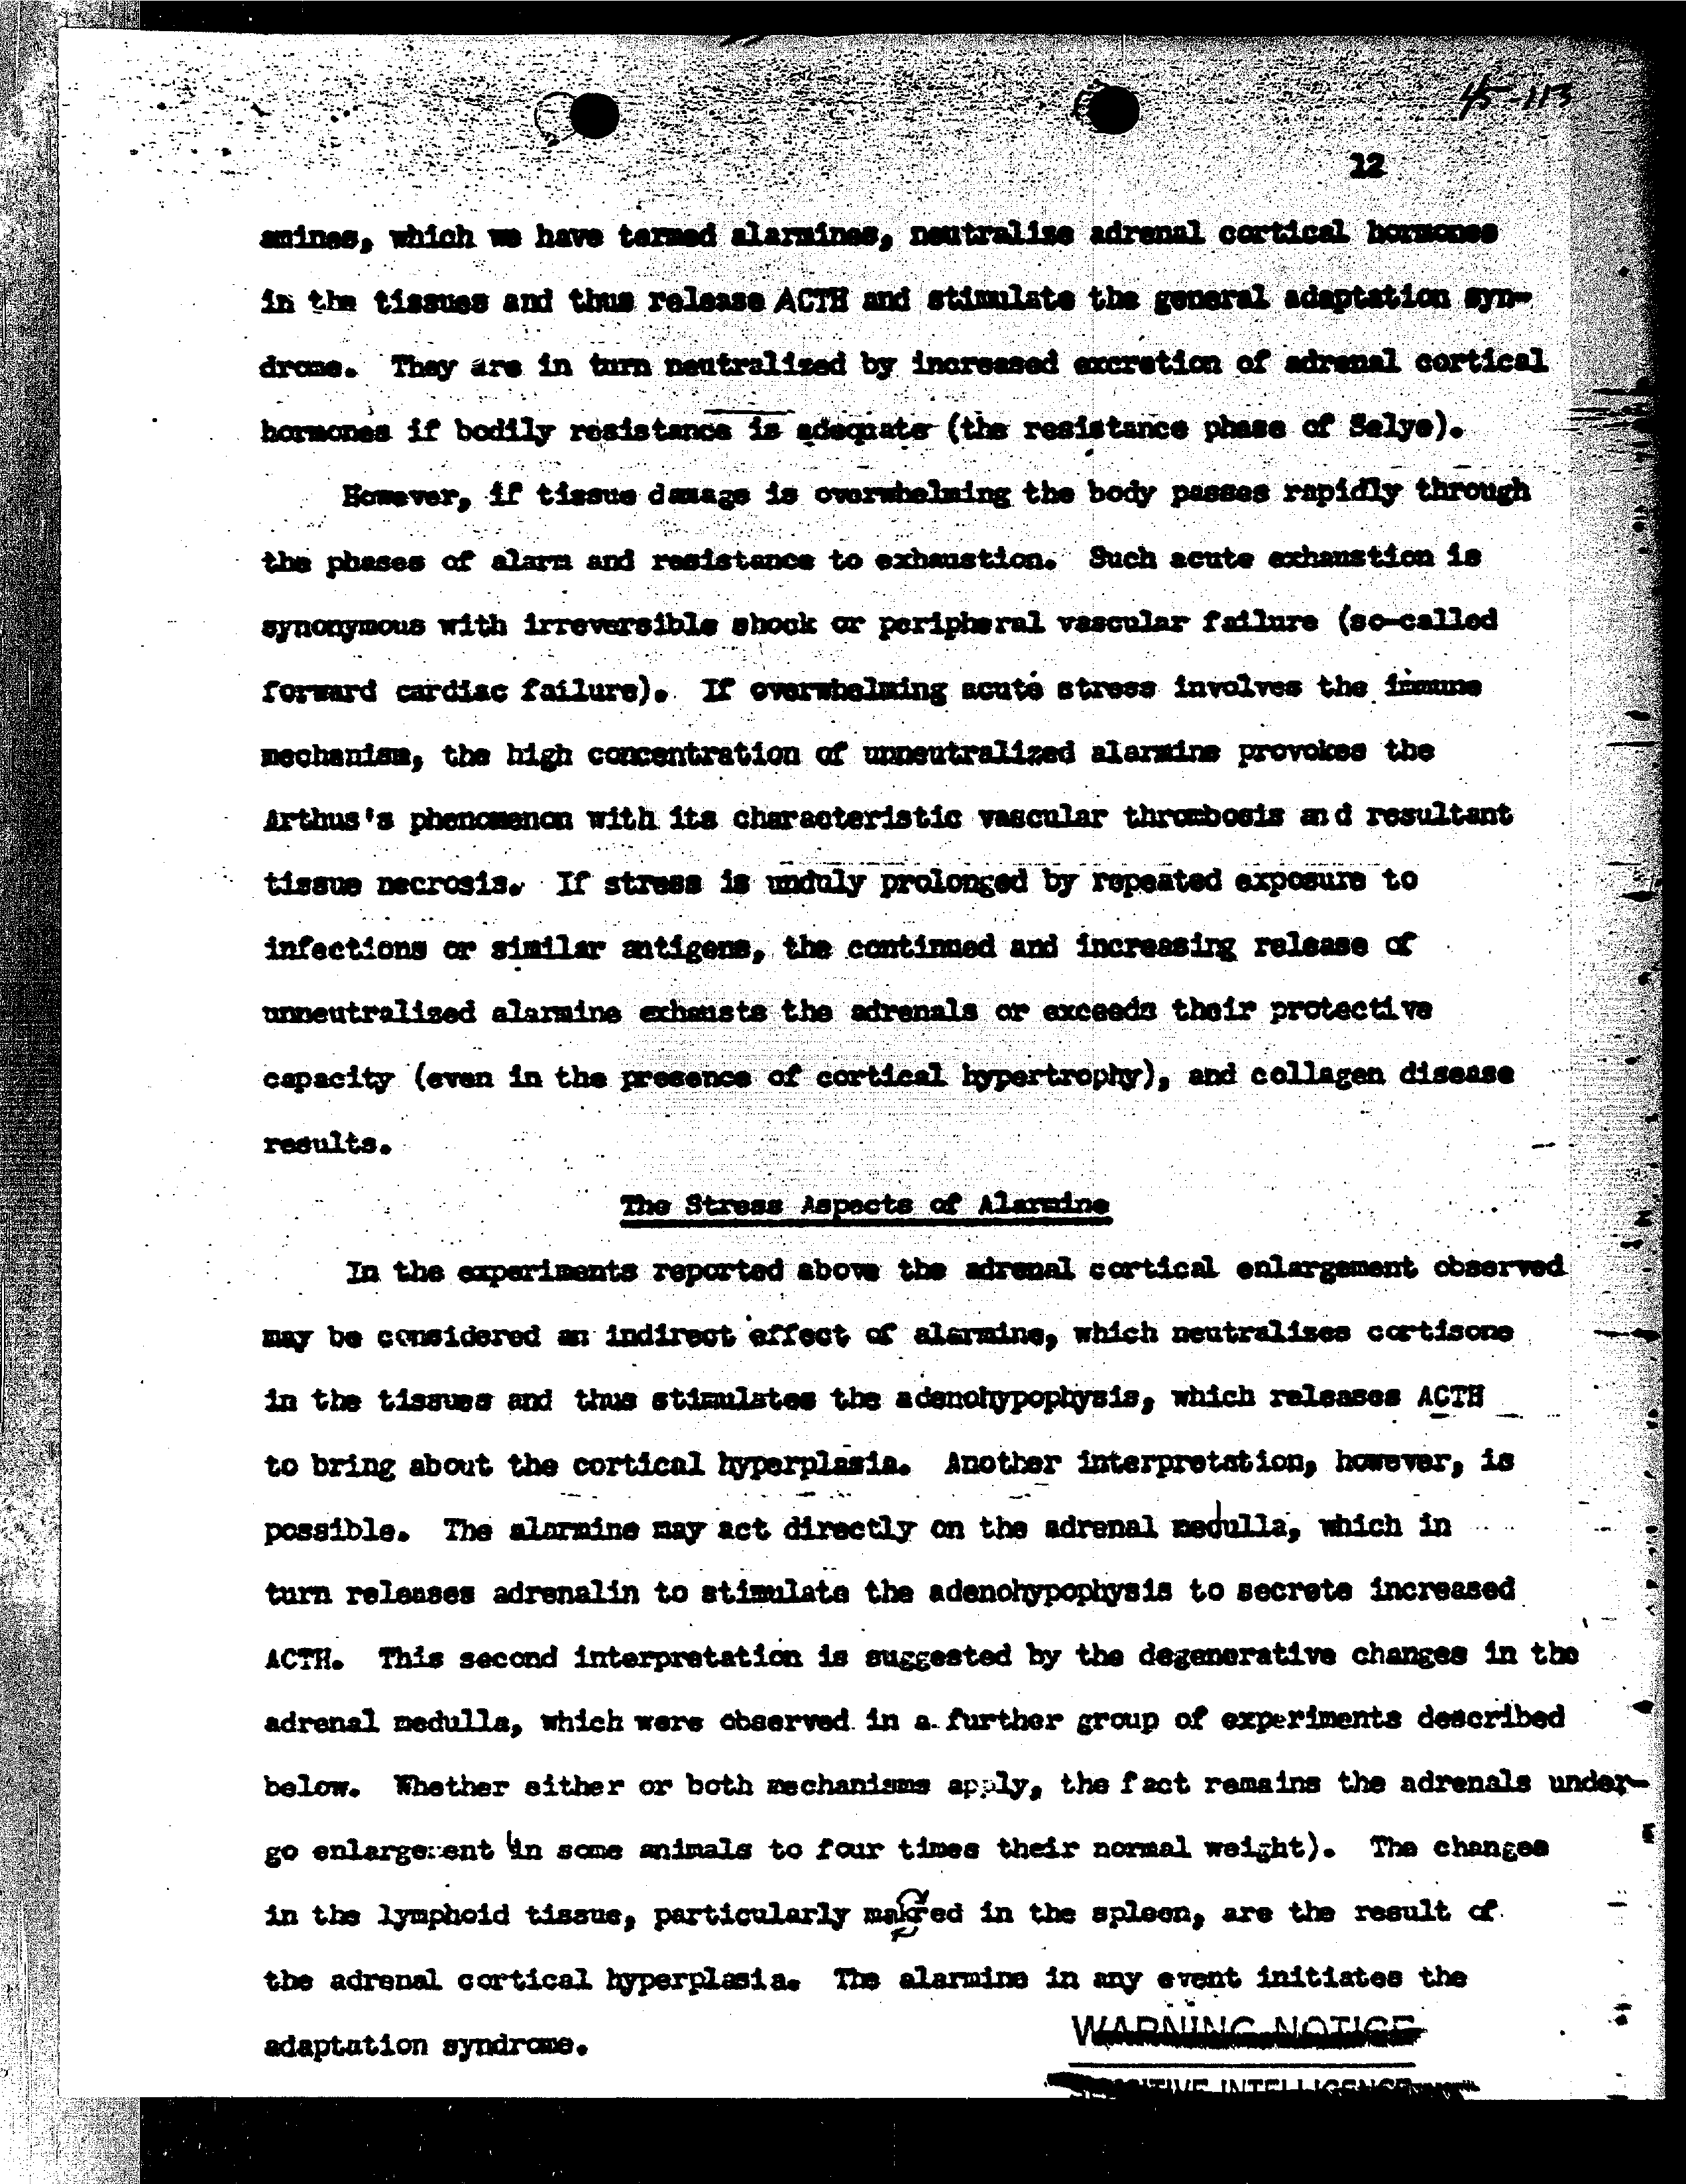 45-113
12
amines, which we have termed alarmines, neutralize adrenal cortical hormones
in the tissues and thus release ACTH and stimulate the general adaptation syn-
drome. They are in turn neutralized by increased excretion of adrenal cortical
hormones if bodily resistance is adequate (the resistance phase of Selye).
However, if tissue damage is overwhelming the body passes rapidly through
the phases of alarm and resistance to exhaustion. Such acute exhaustion is
synonymous with irreversible shock or peripheral vascular failure (so-called
forward cardiac failure). If overwhelming acute stress involves the immune
mechanism, the high concentration of unneutralized alarmine provokes the
Arthus's phenomenon with its characteristic vascular thrombosis and resultant
tissue necrosis. If stress is unduly prolonged by repeated exposure to
infections or similar antigens, the continued and increasing release of
unneutralized alarmine exhausts the adrenals or exceeds their protective
capacity (even in the presence of cortical hypertrophy), and collagen disease
results.
The Stress Aspects of Alarmine
In the experiments reported above the adrenal cortical enlargement observed
may be considered an indirect effect of alarmine, which neutralizes cortisone
in the tissues and thus stimulates the adenohypophysis, which releases ACTH
to bring about the cortical hyperplasia. Another interpretation, however, is
possible. The alarmine may act directly on the adrenal medulla, which in
turn releases adrenalin to stimulate the adenohypophysis to secrete increased
ACTH. This second interpretation is suggested by the degenerative changes in the
adrenal medulla, which were observed in a further group of experiments described
below. Whether either or both mechanisms apply, the fact remains the adrenals under-
go enlargement (in some animals to four times their normal weight). The changes
in the lymphoid tissue, particularly makred in the spleen, are the result of
the adrenal cortical hyperplasia. The alarmine in any event initiates the
adaptation syndrome.
WARNING NOTICE
SENSITIVE INTELLIGENCE